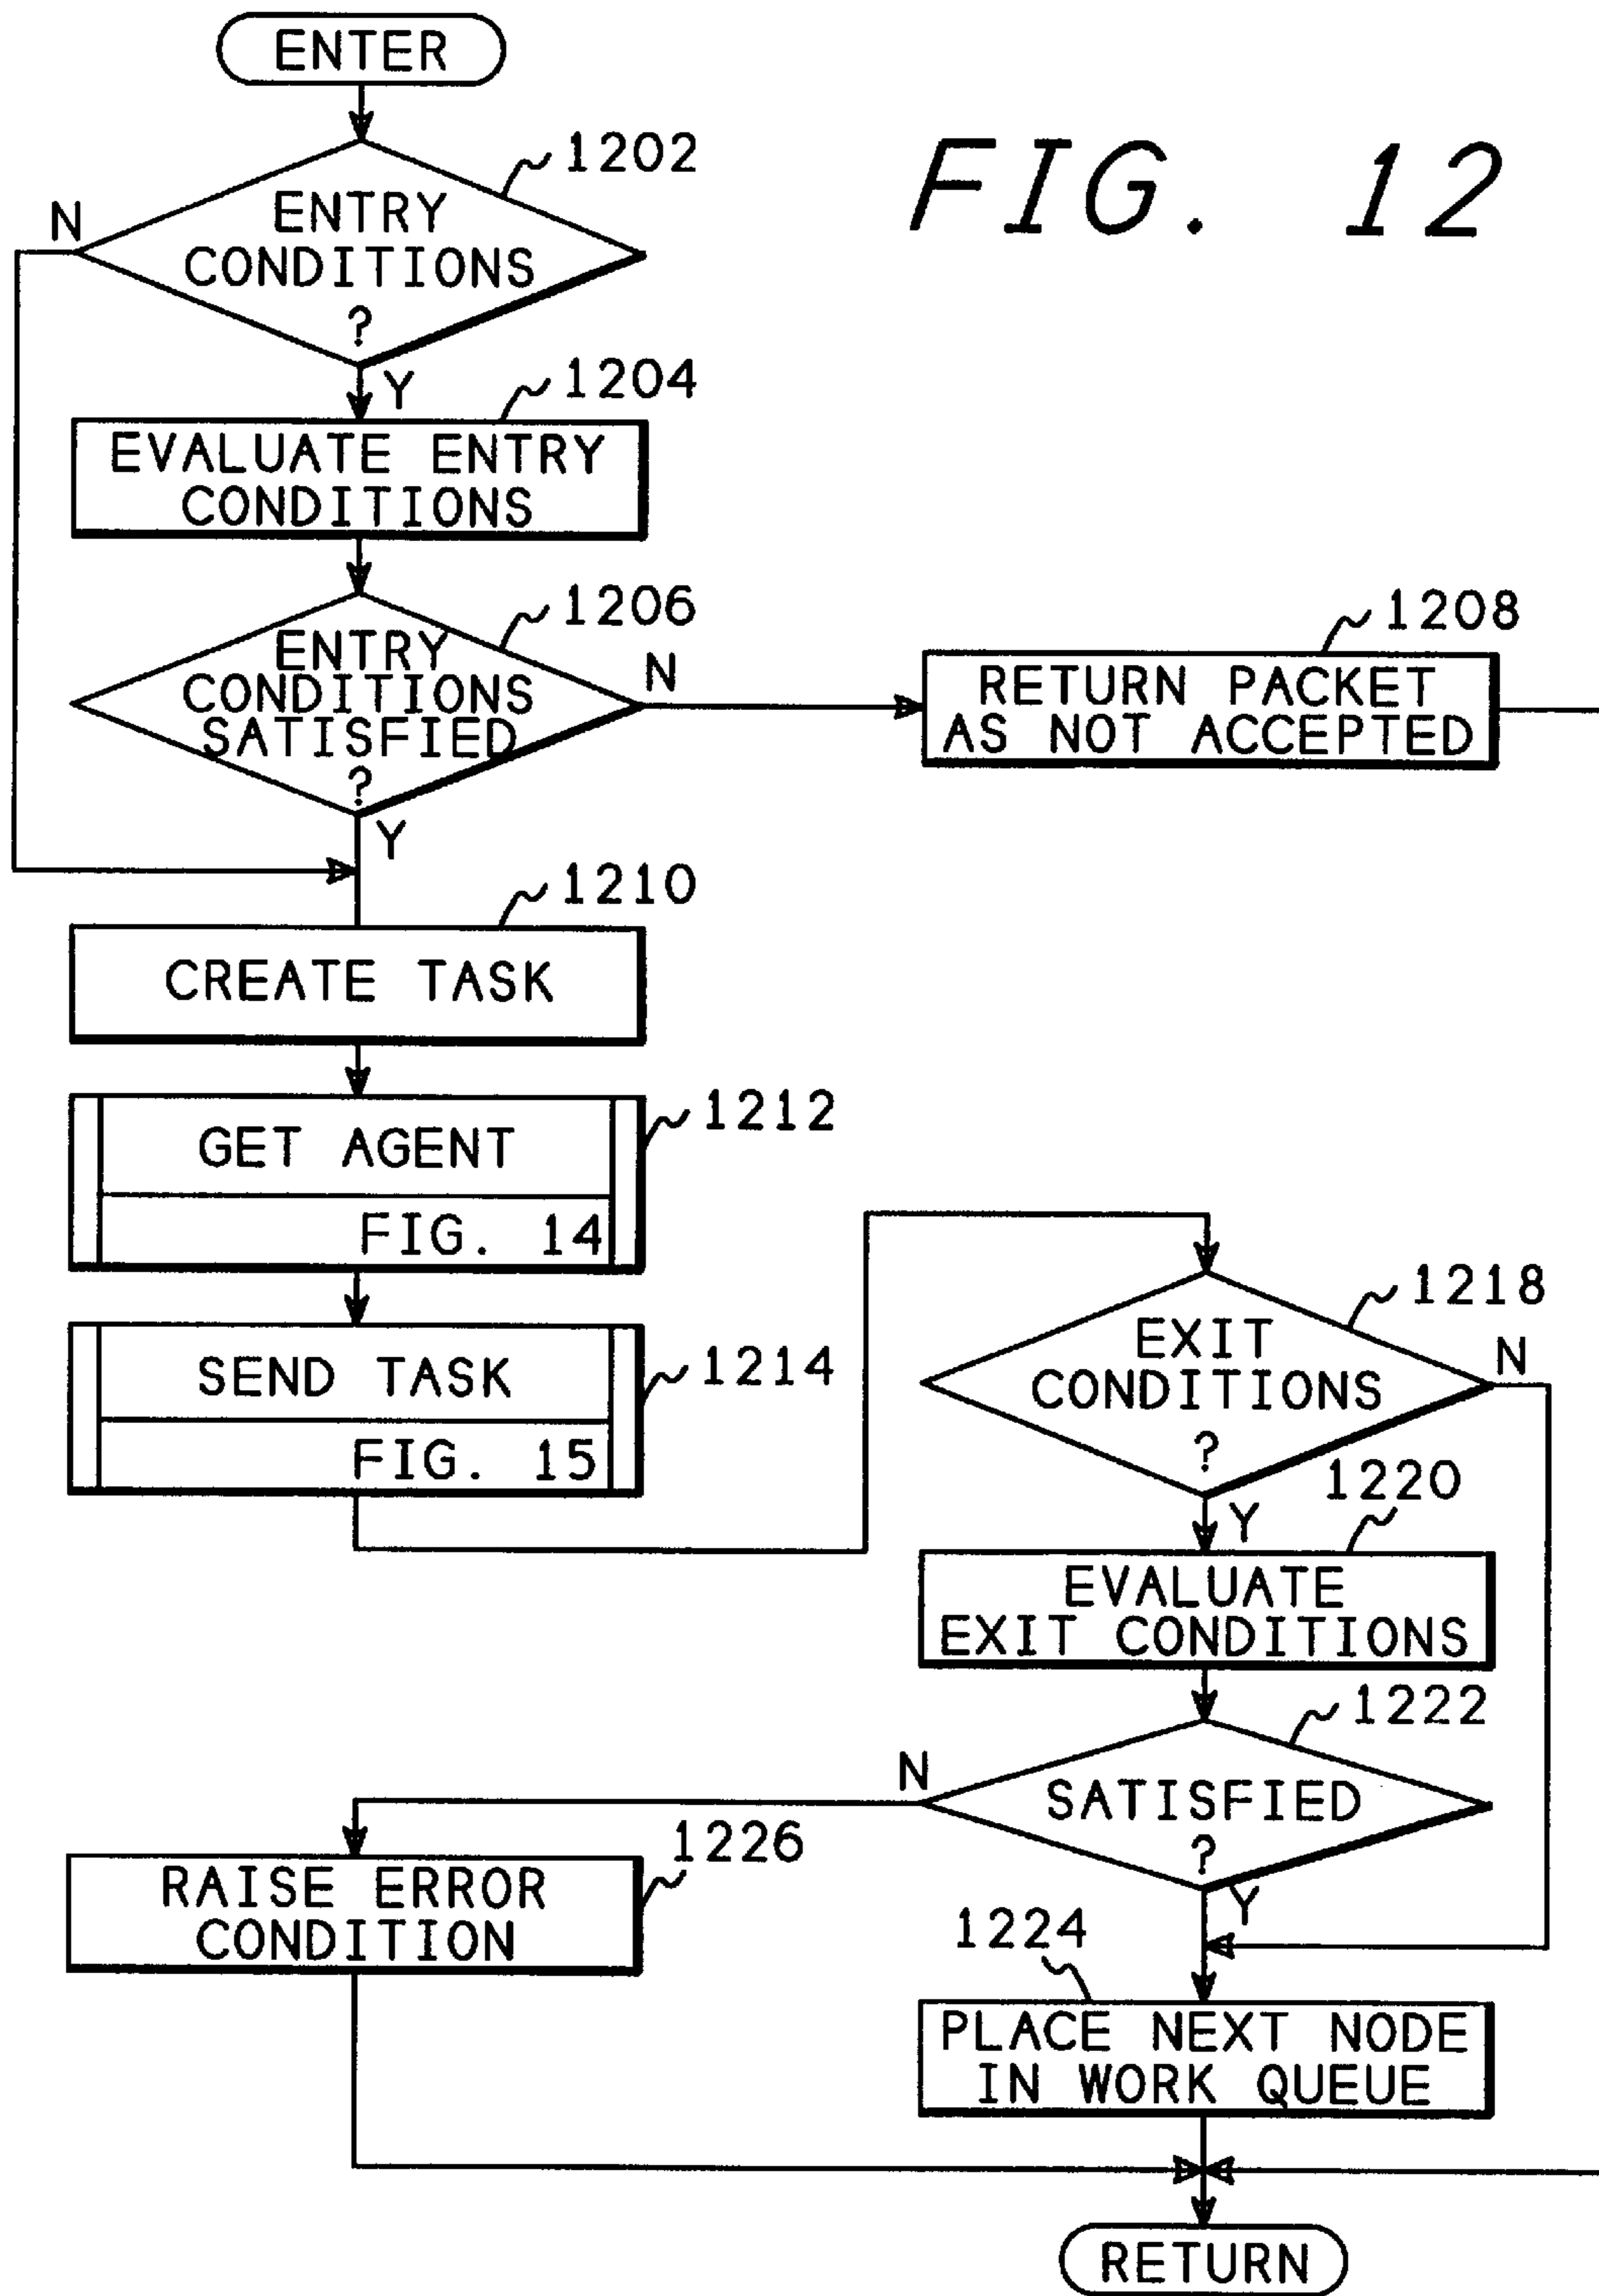 ENTER
FIG. 12
1202
N
ENTRY
CONDITIONS
?
Y
1204
EVALUATE ENTRY
CONDITIONS
1206
ENTRY
CONDITIONS
SATISFIED
?
N
Y
1208
RETURN PACKET
AS NOT ACCEPTED
1210
CREATE TASK
1212
GET AGENT
FIG. 14
1214
SEND TASK
FIG. 15
1218
EXIT
CONDITIONS
?
N
Y
1220
EVALUATE
EXIT CONDITIONS
1222
SATISFIED
?
N
Y
1226
RAISE ERROR
CONDITION
1224
PLACE NEXT NODE
IN WORK QUEUE
RETURN